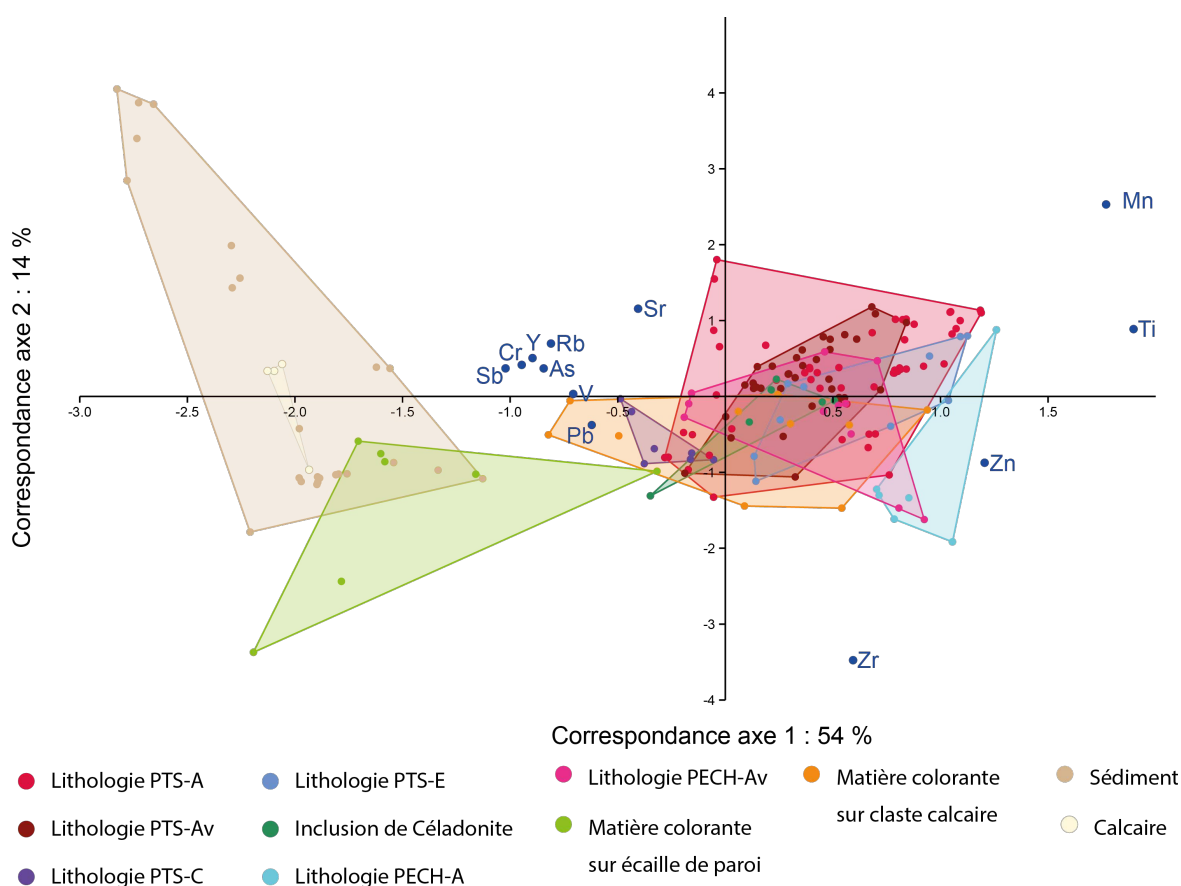 4
3
2
1
-1
-2
-3
-4
-3.0
-2.5
-2.0
-1.5
-1.0
-0.5
0.5
1.0
1.5
Mn
Ti
Sr
Y
Rb
Cr
As
Sb
V
Pb
Zn
Zr
Correspondance axe 2 : 14 %
Correspondance axe 1 : 54 %
Lithologie PTS-A
Lithologie PTS-Av
Lithologie PTS-C
Lithologie PTS-E
Inclusion de Céladonite
Lithologie PECH-A
Lithologie PECH-Av
Matière colorante
sur écaille de paroi
Matière colorante
sur claste calcaire
Sédiment
Calcaire